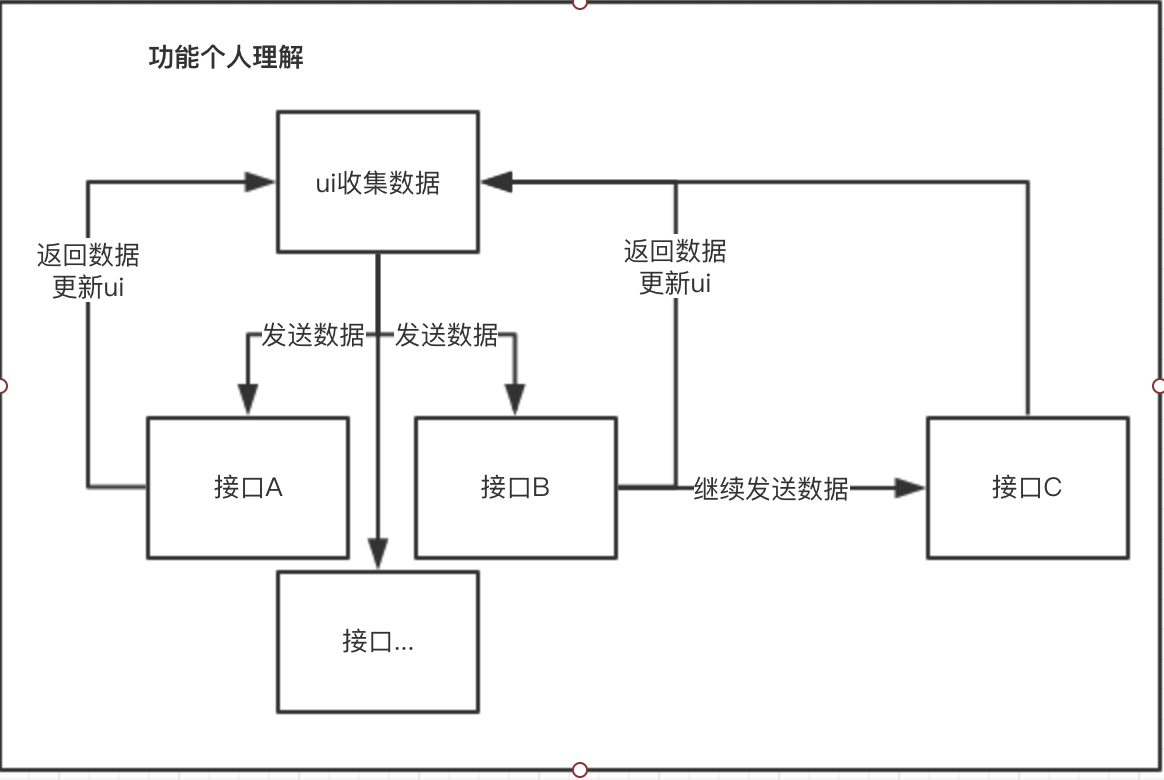 功能个人理解
ui收集数据
返回数据
更新ui
返回数据
更新ui
发送数据
发送数据
接口A
接口B
继续发送数据
接口C
接口...